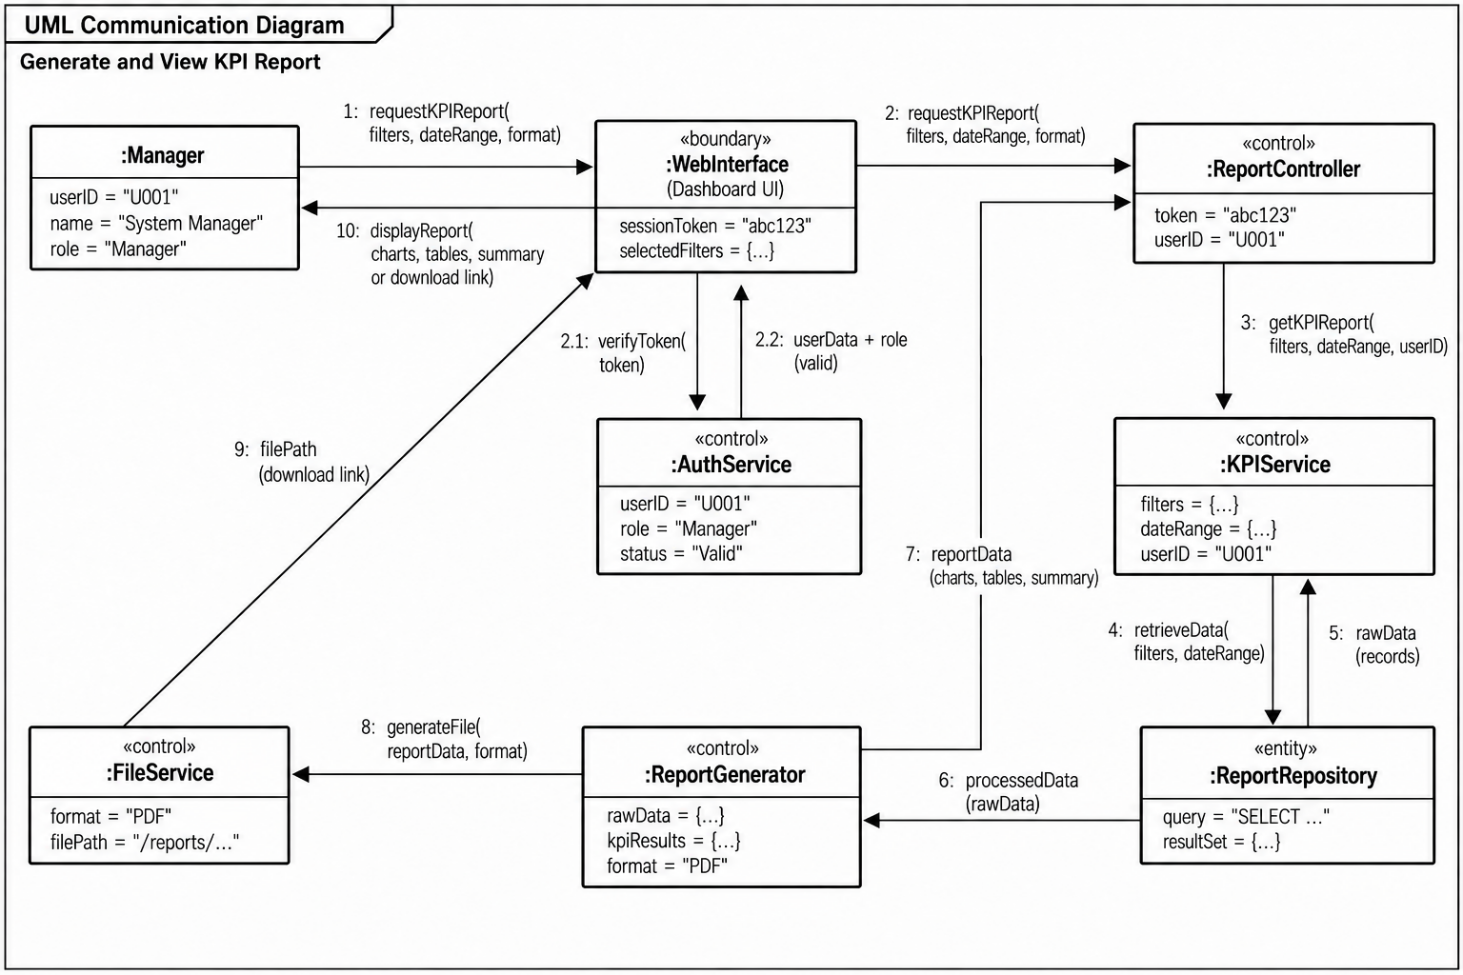 UML Communication Diagram
Generate and View KPI Report
1: requestKPIReport(
filters, dateRange, format)
2: requestKPIReport(
filters, dateRange, format)
:Manager
userID = "U001"
name = "System Manager"
role = "Manager"
«boundary»
:WebInterface
(Dashboard UI)
sessionToken = "abc123"
selectedFilters = {...}
«control»
:ReportController
token = "abc123"
userID = "U001"
10: displayReport(
charts, tables, summary
or download link)
2.1: verifyToken(
token)
2.2: userData + role
(valid)
3: getKPIReport(
filters, dateRange, userID)
9: filePath
(download link)
«control»
:AuthService
userID = "U001"
role = "Manager"
status = "Valid"
«control»
:KPIService
filters = {...}
dateRange = {...}
userID = "U001"
7: reportData
(charts, tables, summary)
4: retrieveData(
filters, dateRange)
5: rawData
(records)
«control»
:FileService
format = "PDF"
filePath = "/reports/..."
8: generateFile(
reportData, format)
«control»
:ReportGenerator
rawData = {...}
kpiResults = {...}
format = "PDF"
6: processedData
(rawData)
«entity»
:ReportRepository
query = "SELECT ..."
resultSet = {...}